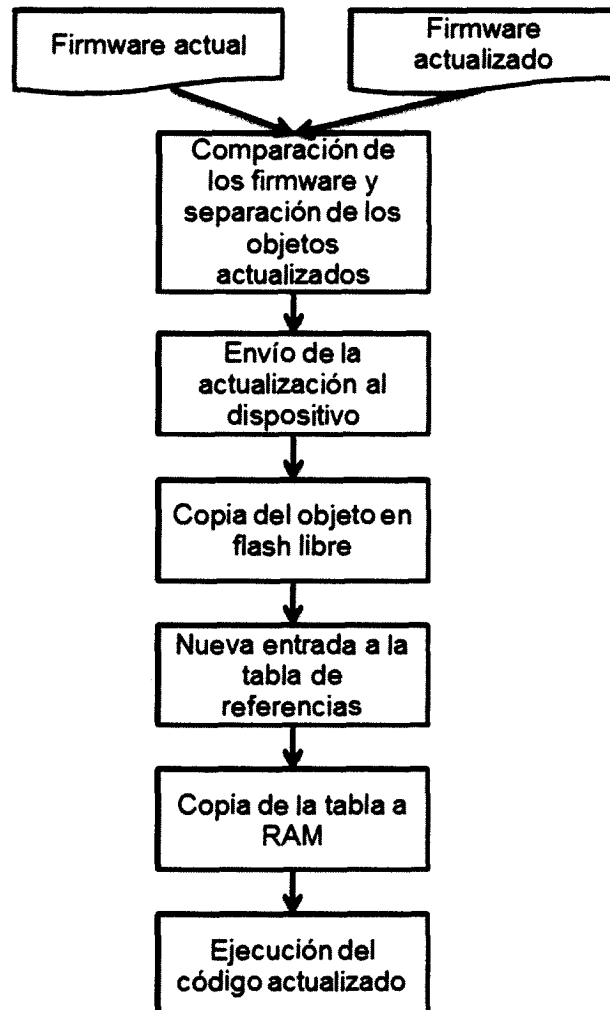 Firmware actual
Firmware
actualizado
Comparación de
los firmware y
separación de los
objetos
actualizados
Envío de la
actualización al
dispositivo
Copia del objeto en
flash libre
Nueva entrada a la
tabla de
referencias
Copia de la tabla a
RAM
Ejecución del
código actualizado